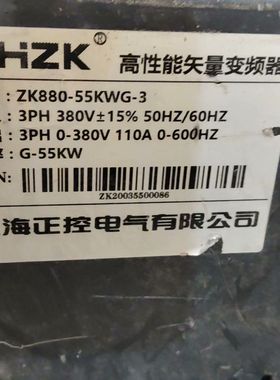 HZK® 高性能矢量变频器
: ZK880-55KWG-3
: 3PH 380V±15% 50HZ/60HZ
: 3PH 0-380V 110A 0-600HZ
: G-55KW
N:
ZK20035500086
海正控电气有限公司